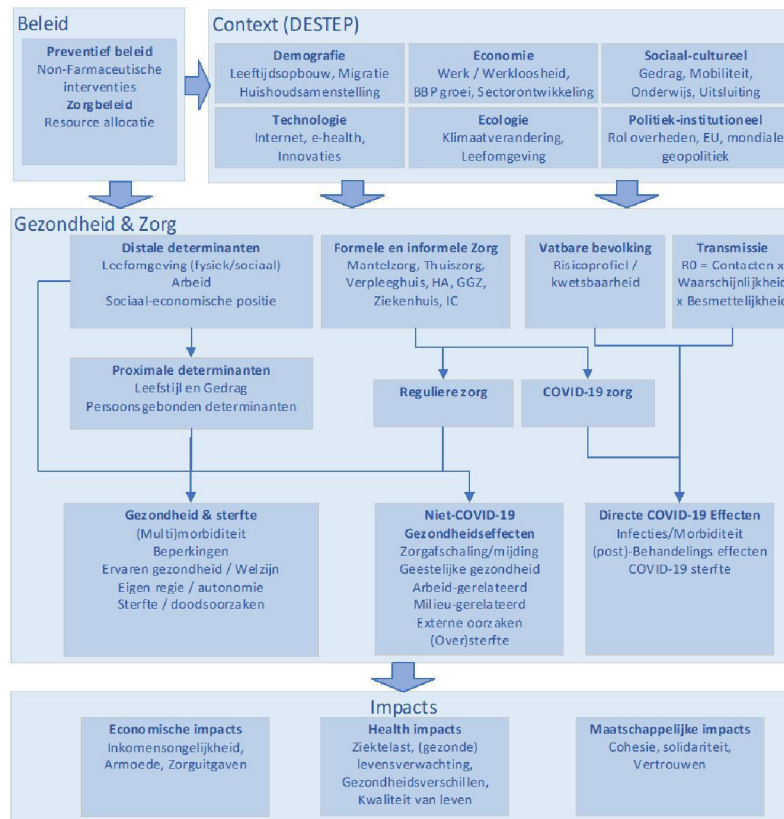 Beleid
Preventief beleid
Non-Farmaceutische
interventies
Zorgbeleid
Resource allocatie
Context (DESTEP)
Demografie
Leeftijdsopbouw, Migratie
Huishoudsamenstelling
Economie
Werk / Werkloosheid,
BBP groei, Sectorontwikkeling
Sociaal-cultureel
Gedrag, Mobiliteit,
Onderwijs, Uitsluiting
Technologie
Internet, e-health,
Innovaties
Ecologie
Klimaatverandering,
Leefomgeving
Politiek-institutioneel
Rol overheden, EU, mondiale
geopolitiek
Gezondheid & Zorg
Distale determinanten
Leefomgeving (fysiek/sociaal)
Arbeid
Sociaal-economische positie
Formele en informele Zorg
Mantelzorg, Thuiszorg,
Verpleeghuis, HA, GGZ,
Ziekenhuis, IC
Vatbare bevolking
Risicoprofiel /
kwetsbaarheid
Transmissie
R0 = Contacten x
Waarschijnlijkheid
x Besmettelijkheid
Proximale determinanten
Leefstijl en Gedrag
Persoonsgebonden determinanten
Reguliere zorg
COVID-19 zorg
Gezondheid & sterfte
(Multi)morbiditeit
Beperkingen
Ervaren gezondheid / Welzijn
Eigen regie / autonomie
Sterfte / doodsoorzaken
Niet-COVID-19
Gezondheidseffecten
Zorgafschaling/mijding
Geestelijke gezondheid
Arbeid-gerelateerd
Milieu-gerelateerd
Externe oorzaken
(Over)sterfte
Directe COVID-19 Effecten
Infecties/Morbiditeit
(post)-Behandelings effecten
COVID-19 sterfte
Impacts
Economische impacts
Inkomensongelijkheid,
Armoede, Zorguitgaven
Health impacts
Ziektelast, (gezonde)
levensverwachting,
Gezondheidsverschillen,
Kwaliteit van leven
Maatschappelijke impacts
Cohesie, solidariteit,
Vertrouwen